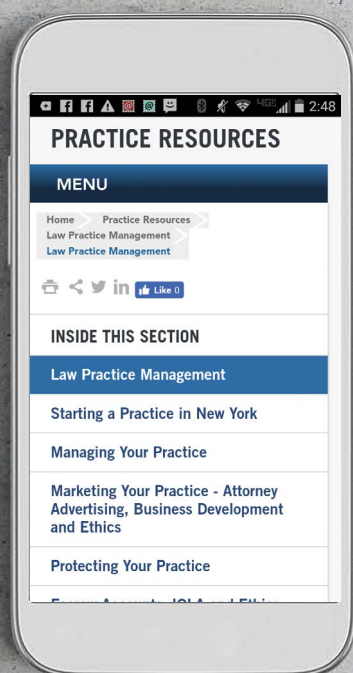 4G 2:48
PRACTICE RESOURCES
MENU
Home Practice Resources
Law Practice Management
Law Practice Management
in Like 0
INSIDE THIS SECTION
Law Practice Management
Starting a Practice in New York
Managing Your Practice
Marketing Your Practice - Attorney
Advertising, Business Development
and Ethics
Protecting Your Practice